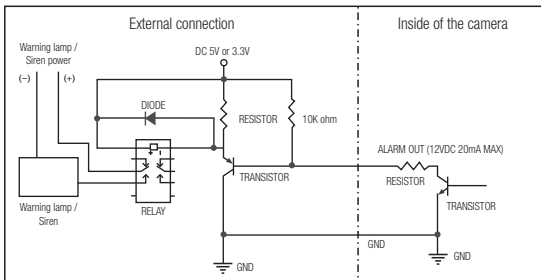 External connection
Inside of the camera
Warning lamp /
Siren power
(−)
(+)
DC 5V or 3.3V
DIODE
RESISTOR
10K ohm
+
ALARM OUT (12VDC 20mA MAX)
RESISTOR
TRANSISTOR
TRANSISTOR
RELAY
Warning lamp /
Siren
GND
GND
GND